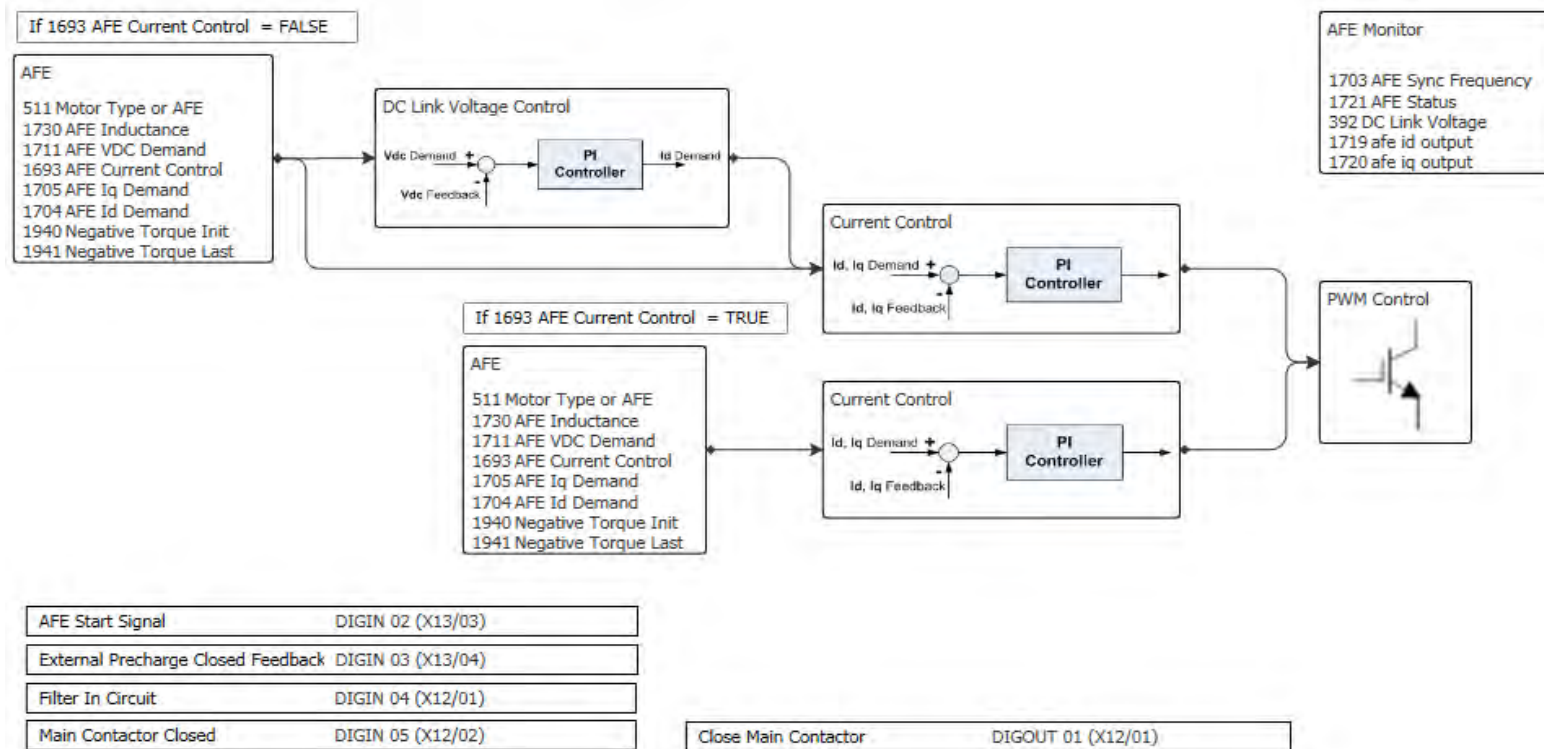 If 1693 AFE Current Control = FALSE
AFE
511 Motor Type or AFE
1730 AFE Inductance
1711 AFE VDC Demand
1693 AFE Current Control
1705 AFE Iq Demand
1704 AFE Id Demand
1940 Negative Torque Init
1941 Negative Torque Last
DC Link Voltage Control
Vdc Demand +
-
Vdc Feedback
PI
Controller
Id Demand
Current Control
Id, Iq Demand +
-
Id, Iq Feedback
PI
Controller
AFE Monitor
1703 AFE Sync Frequency
1721 AFE Status
392 DC Link Voltage
1719 afe id output
1720 afe iq output
PWM Control
If 1693 AFE Current Control = TRUE
AFE
511 Motor Type or AFE
1730 AFE Inductance
1711 AFE VDC Demand
1693 AFE Current Control
1705 AFE Iq Demand
1704 AFE Id Demand
1940 Negative Torque Init
1941 Negative Torque Last
Current Control
Id, Iq Demand +
-
Id, Iq Feedback
PI
Controller
AFE Start Signal DIGIN 02 (X13/03)
External Precharge Closed Feedback DIGIN 03 (X13/04)
Filter In Circuit DIGIN 04 (X12/01)
Main Contactor Closed DIGIN 05 (X12/02)
Close Main Contactor DIGOUT 01 (X12/01)